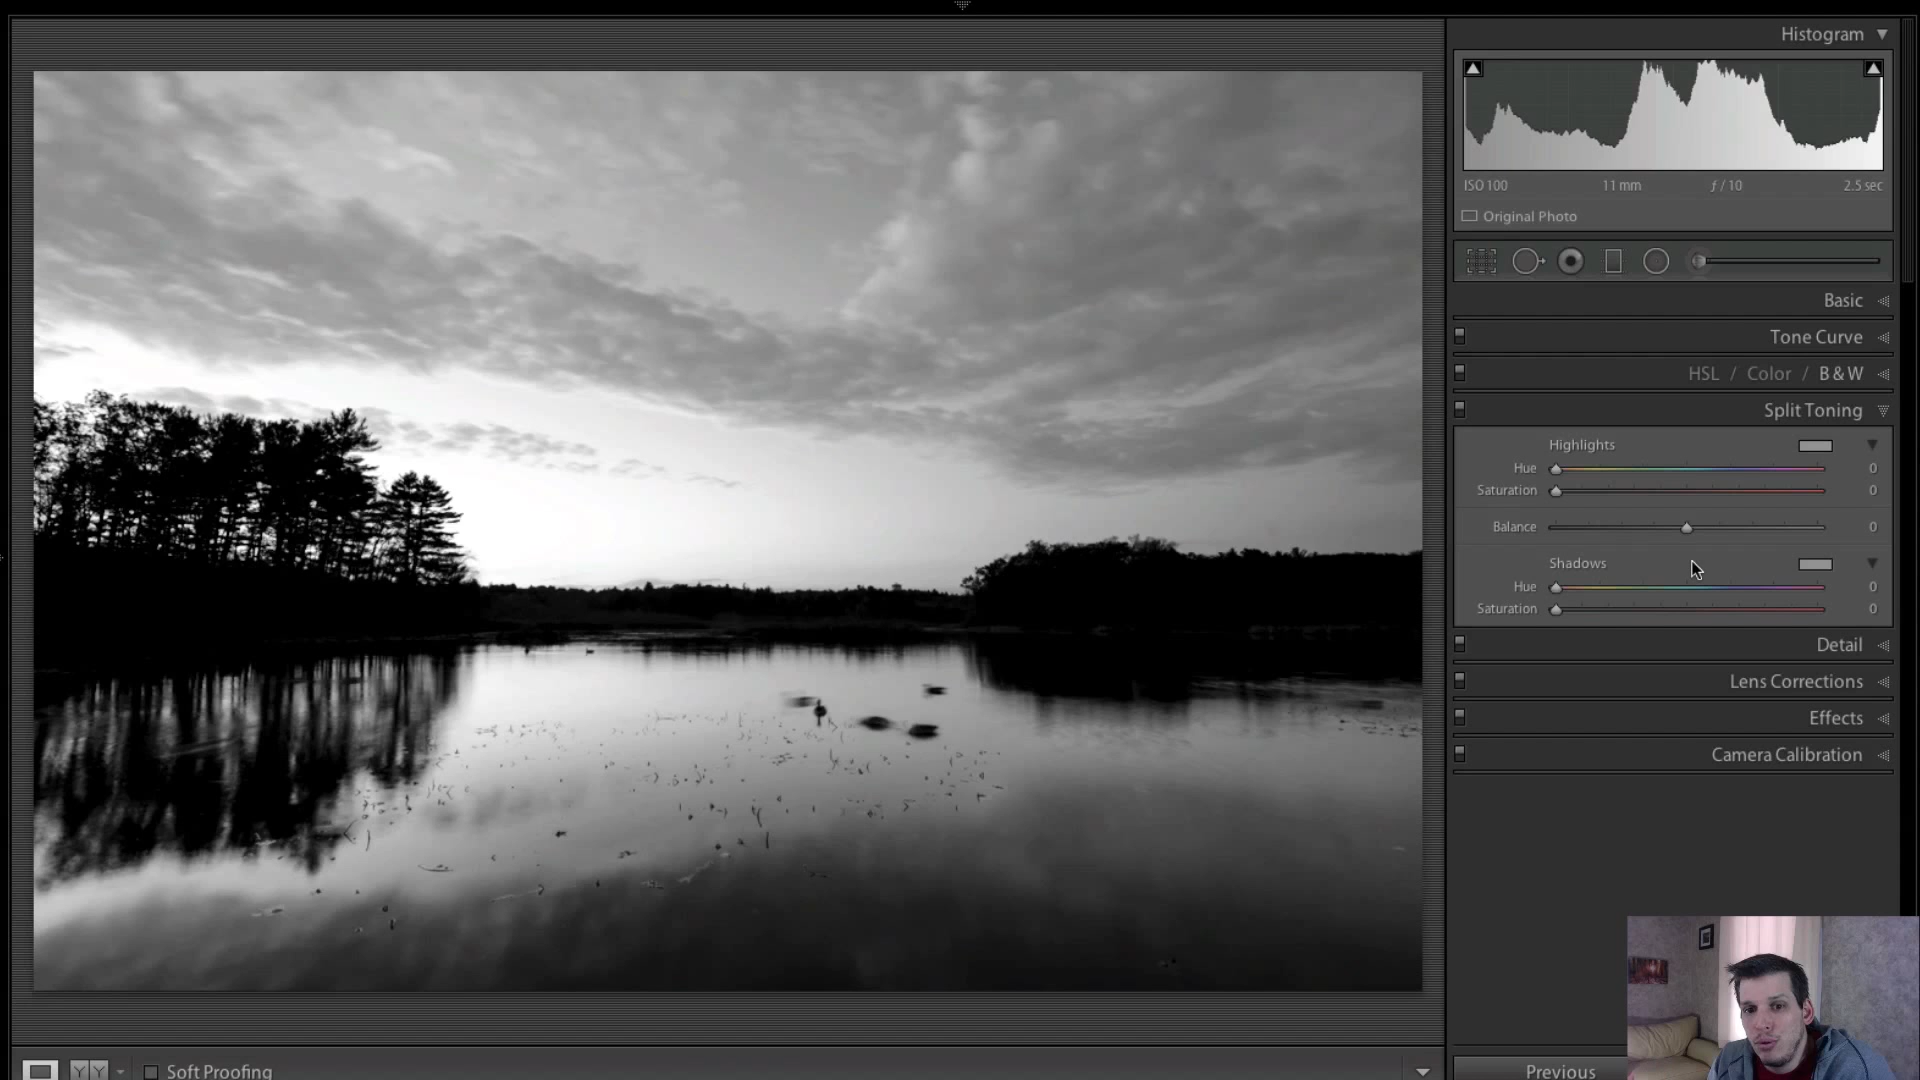 Histogram
ISO 100 11 mm ƒ / 10 2.5 sec
Original Photo
Basic
Tone Curve
HSL / Color / B & W
Split Toning
Highlights
Hue 0
Saturation 0
Balance 0
Shadows
Hue 0
Saturation 0
Detail
Lens Corrections
Effects
Camera Calibration
Y Y Soft Proofing Previous